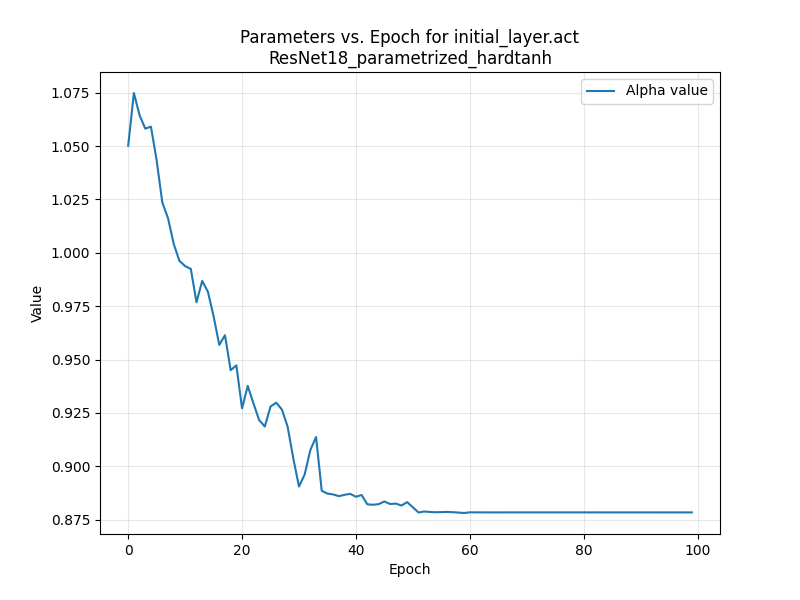 Parameters vs. Epoch for initial_layer.act
ResNet18_parametrized_hardtanh
Alpha value
1.075
1.050
1.025
1.000
0.975
0.950
0.925
0.900
0.875
Value
0 20 40 60 80 100
Epoch